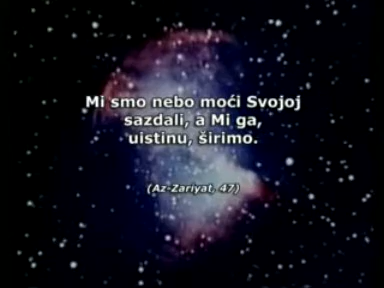 Mi smo nebo moći Svojoj
sazdali, a Mi ga,
uistinu, širimo.
(Az-Zariyat, 47)